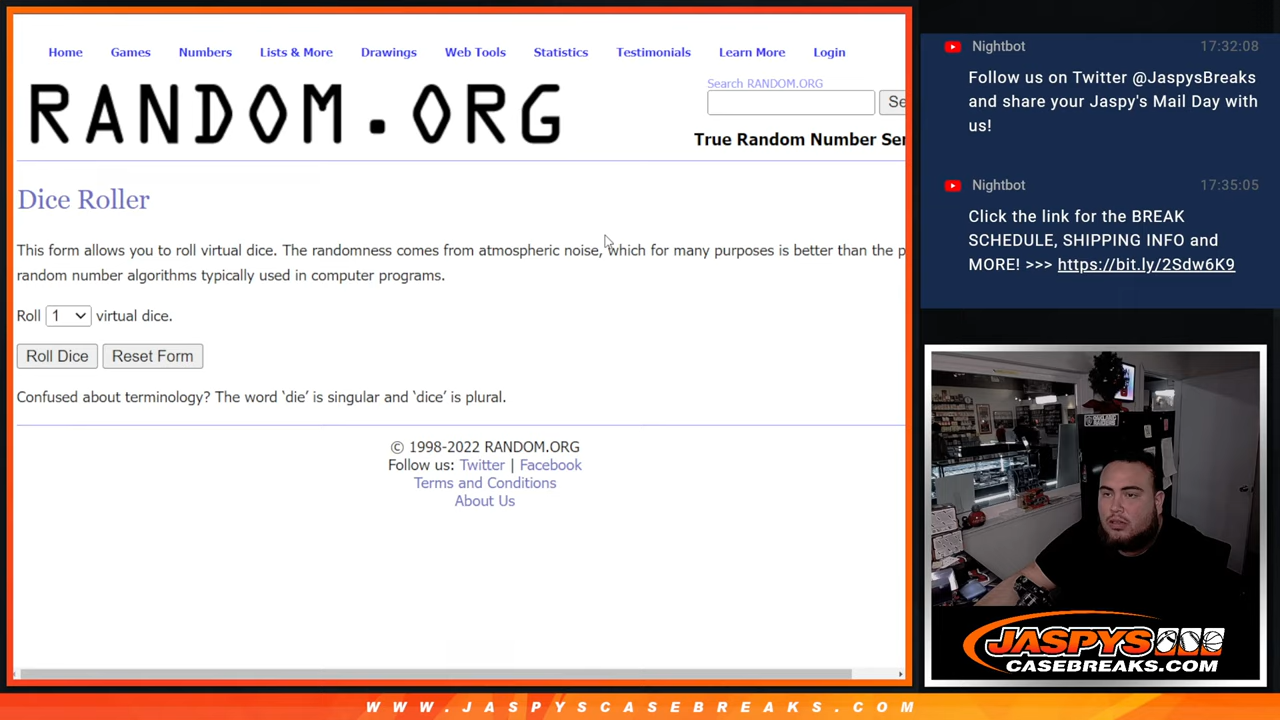 Home Games Numbers Lists & More Drawings Web Tools Statistics Testimonials Learn More Login
RANDOM.ORG
Search RANDOM.ORG
Se
True Random Number Ser
Dice Roller
This form allows you to roll virtual dice. The randomness comes from atmospheric noise, which for many purposes is better than the p
random number algorithms typically used in computer programs.
Roll 1 virtual dice.
Roll Dice Reset Form
Confused about terminology? The word ‘die’ is singular and ‘dice’ is plural.
© 1998-2022 RANDOM.ORG
Follow us: Twitter | Facebook
Terms and Conditions
About Us
Nightbot 17:32:08
Follow us on Twitter @JaspysBreaks
and share your Jaspy's Mail Day with
us!
Nightbot 17:35:05
Click the link for the BREAK
SCHEDULE, SHIPPING INFO and
MORE! >>> https://bit.ly/2Sdw6K9
JASPYS
CASEBREAKS.COM
WWW.JASPYSCASEBREAKS.COM